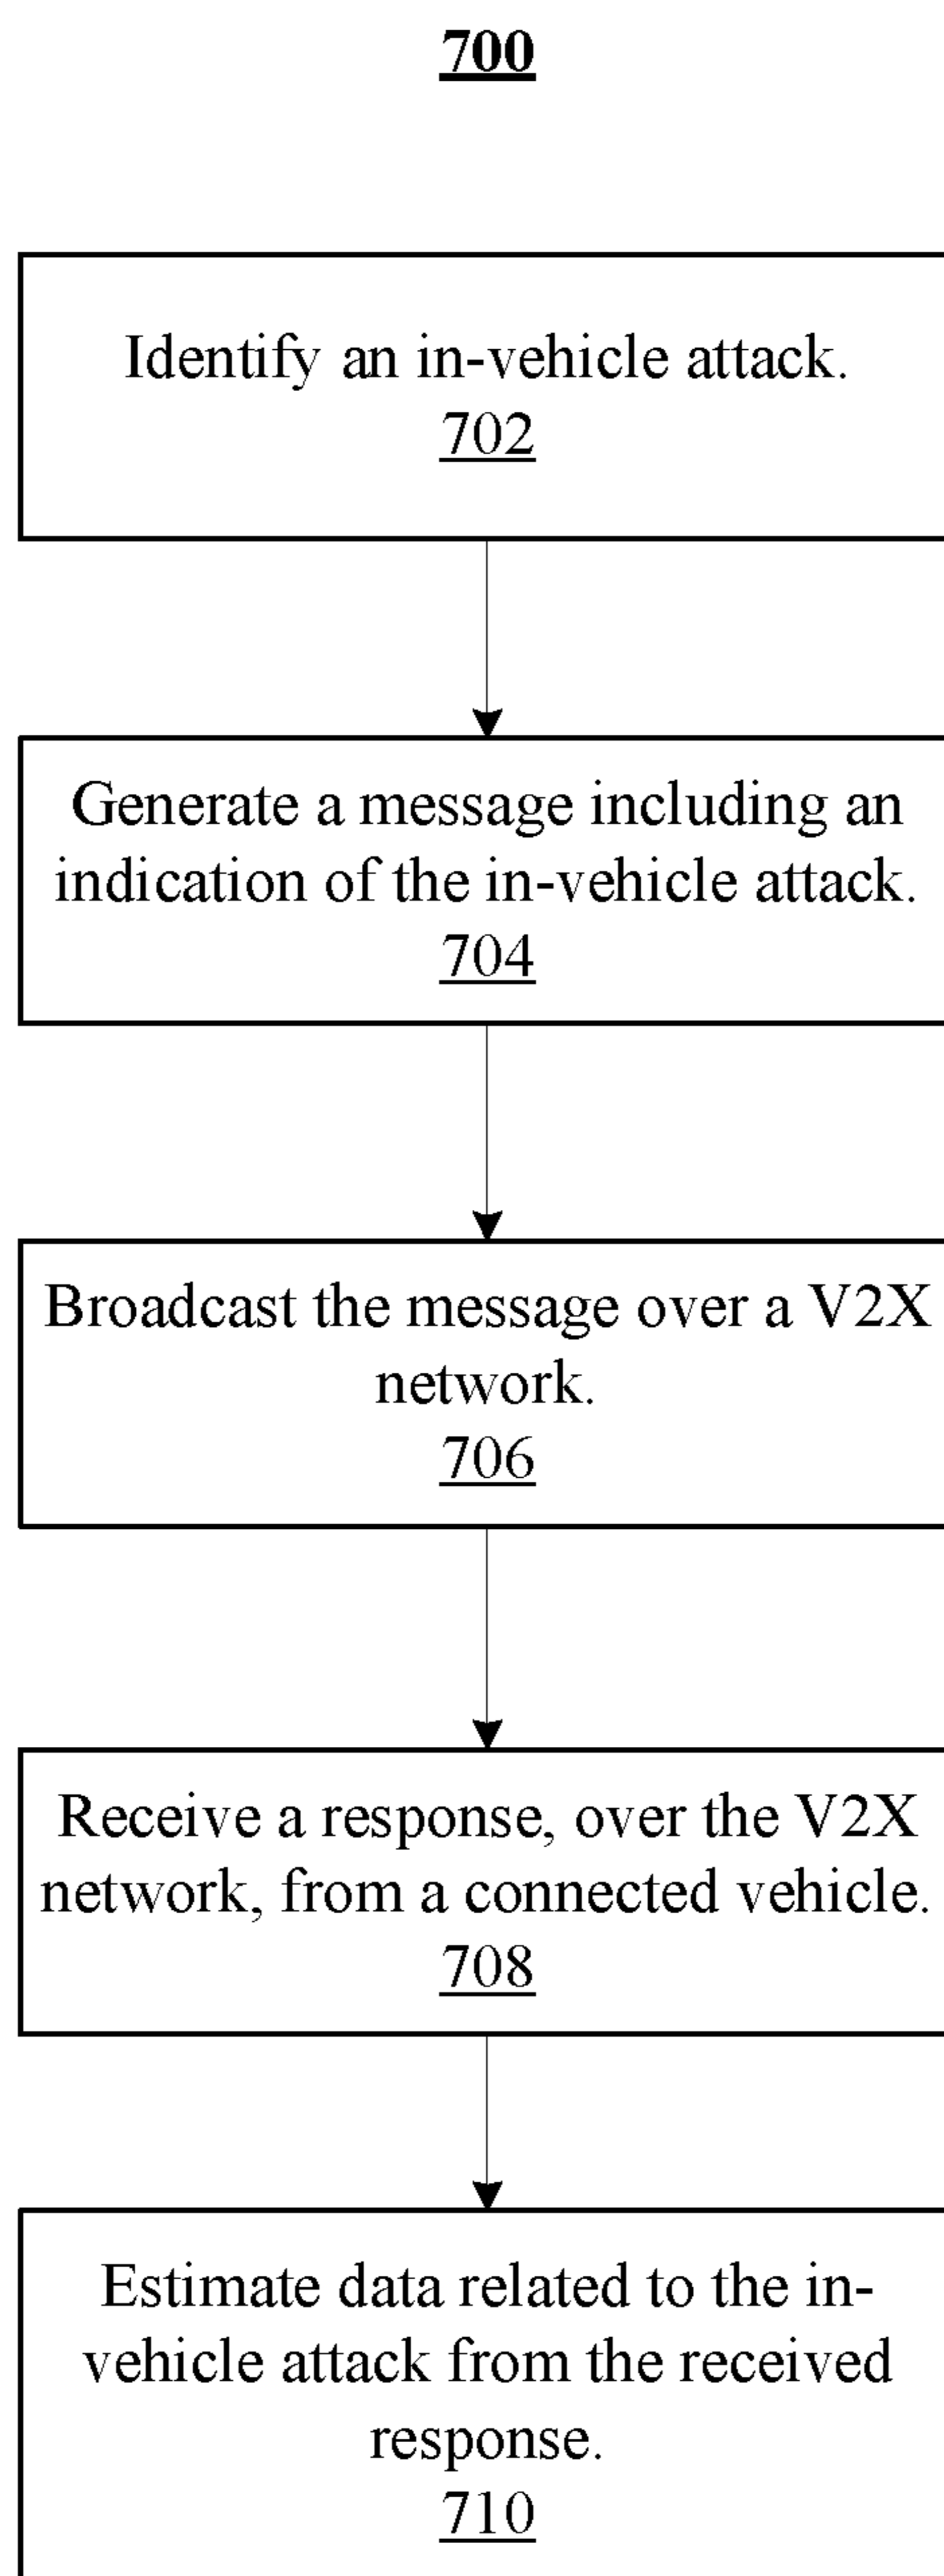 700
Identify an in-vehicle attack.
702
Generate a message including an
indication of the in-vehicle attack.
704
Broadcast the message over a V2X
network.
706
Receive a response, over the V2X
network, from a connected vehicle.
708
Estimate data related to the in-
vehicle attack from the received
response.
710